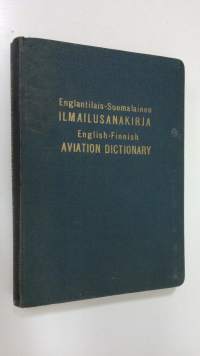 Englantilais-Suomalainen
ILMAILUSANAKIRJA
English-Finnish
AVIATION DICTIONARY